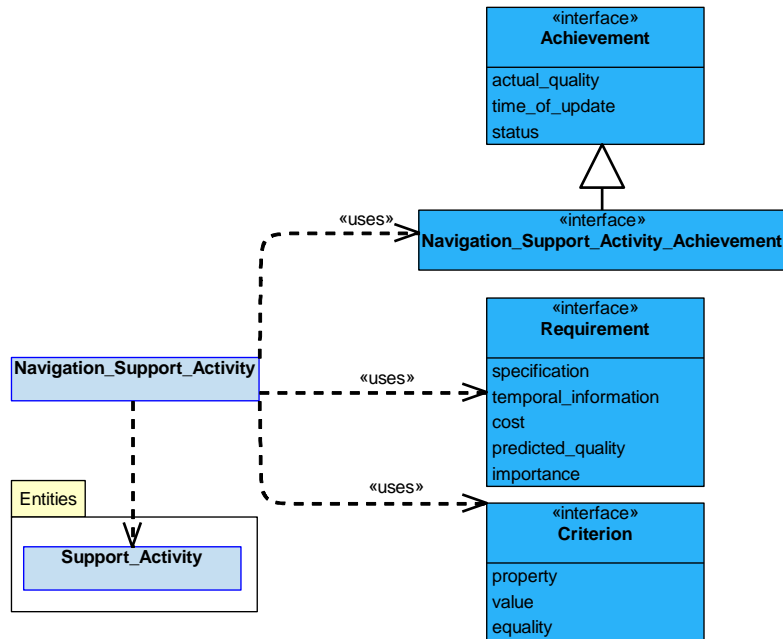 «interface»
Achievement
actual_quality
time_of_update
status
«uses»
«interface»
Navigation_Support_Activity_Achievement
Navigation_Support_Activity
«uses»
«interface»
Requirement
specification
temporal_information
cost
predicted_quality
importance
Entities
Support_Activity
«uses»
«interface»
Criterion
property
value
equality